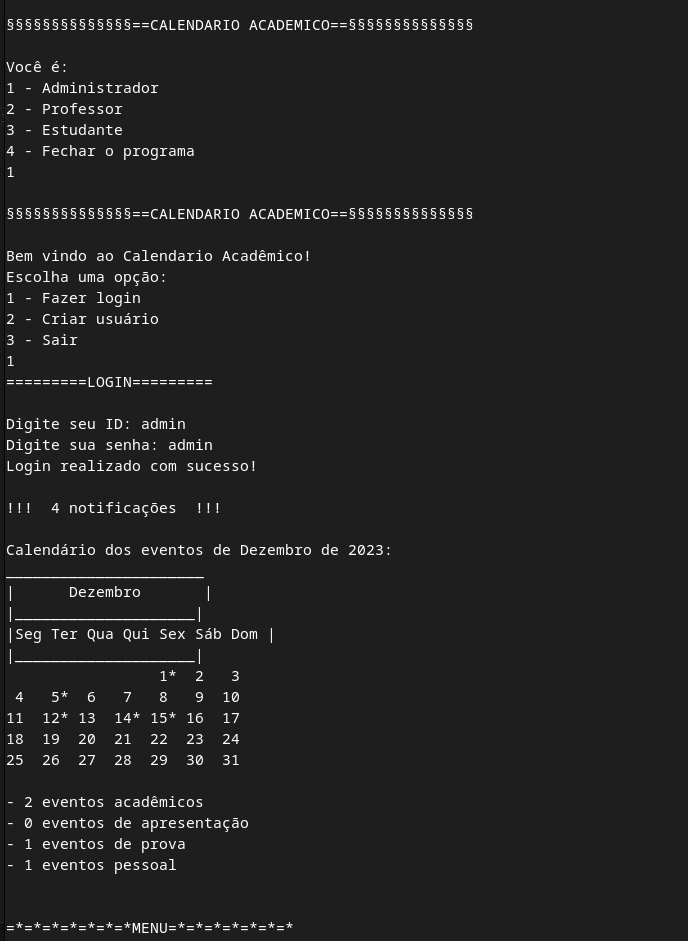 §§§§§§§§§§§§§§==CALENDARIO ACADEMICO==§§§§§§§§§§§§§§
Você é:
1 - Administrador
2 - Professor
3 - Estudante
4 - Fechar o programa
1
§§§§§§§§§§§§§§==CALENDARIO ACADEMICO==§§§§§§§§§§§§§§
Bem vindo ao Calendario Acadêmico!
Escolha uma opção:
1 - Fazer login
2 - Criar usuário
3 - Sair
1
=========LOGIN=========
Digite seu ID: admin
Digite sua senha: admin
Login realizado com sucesso!
!!!  4 notificações  !!!
Calendário dos eventos de Dezembro de 2023:
______________________
|      Dezembro       |
|____________________|
|Seg Ter Qua Qui Sex Sáb Dom |
|____________________|
                 1*  2   3
 4   5*  6   7   8   9  10
11  12* 13  14* 15* 16  17
18  19  20  21  22  23  24
25  26  27  28  29  30  31
- 2 eventos acadêmicos
- 0 eventos de apresentação
- 1 eventos de prova
- 1 eventos pessoal
=*=*=*=*=*=*=*MENU=*=*=*=*=*=*=*